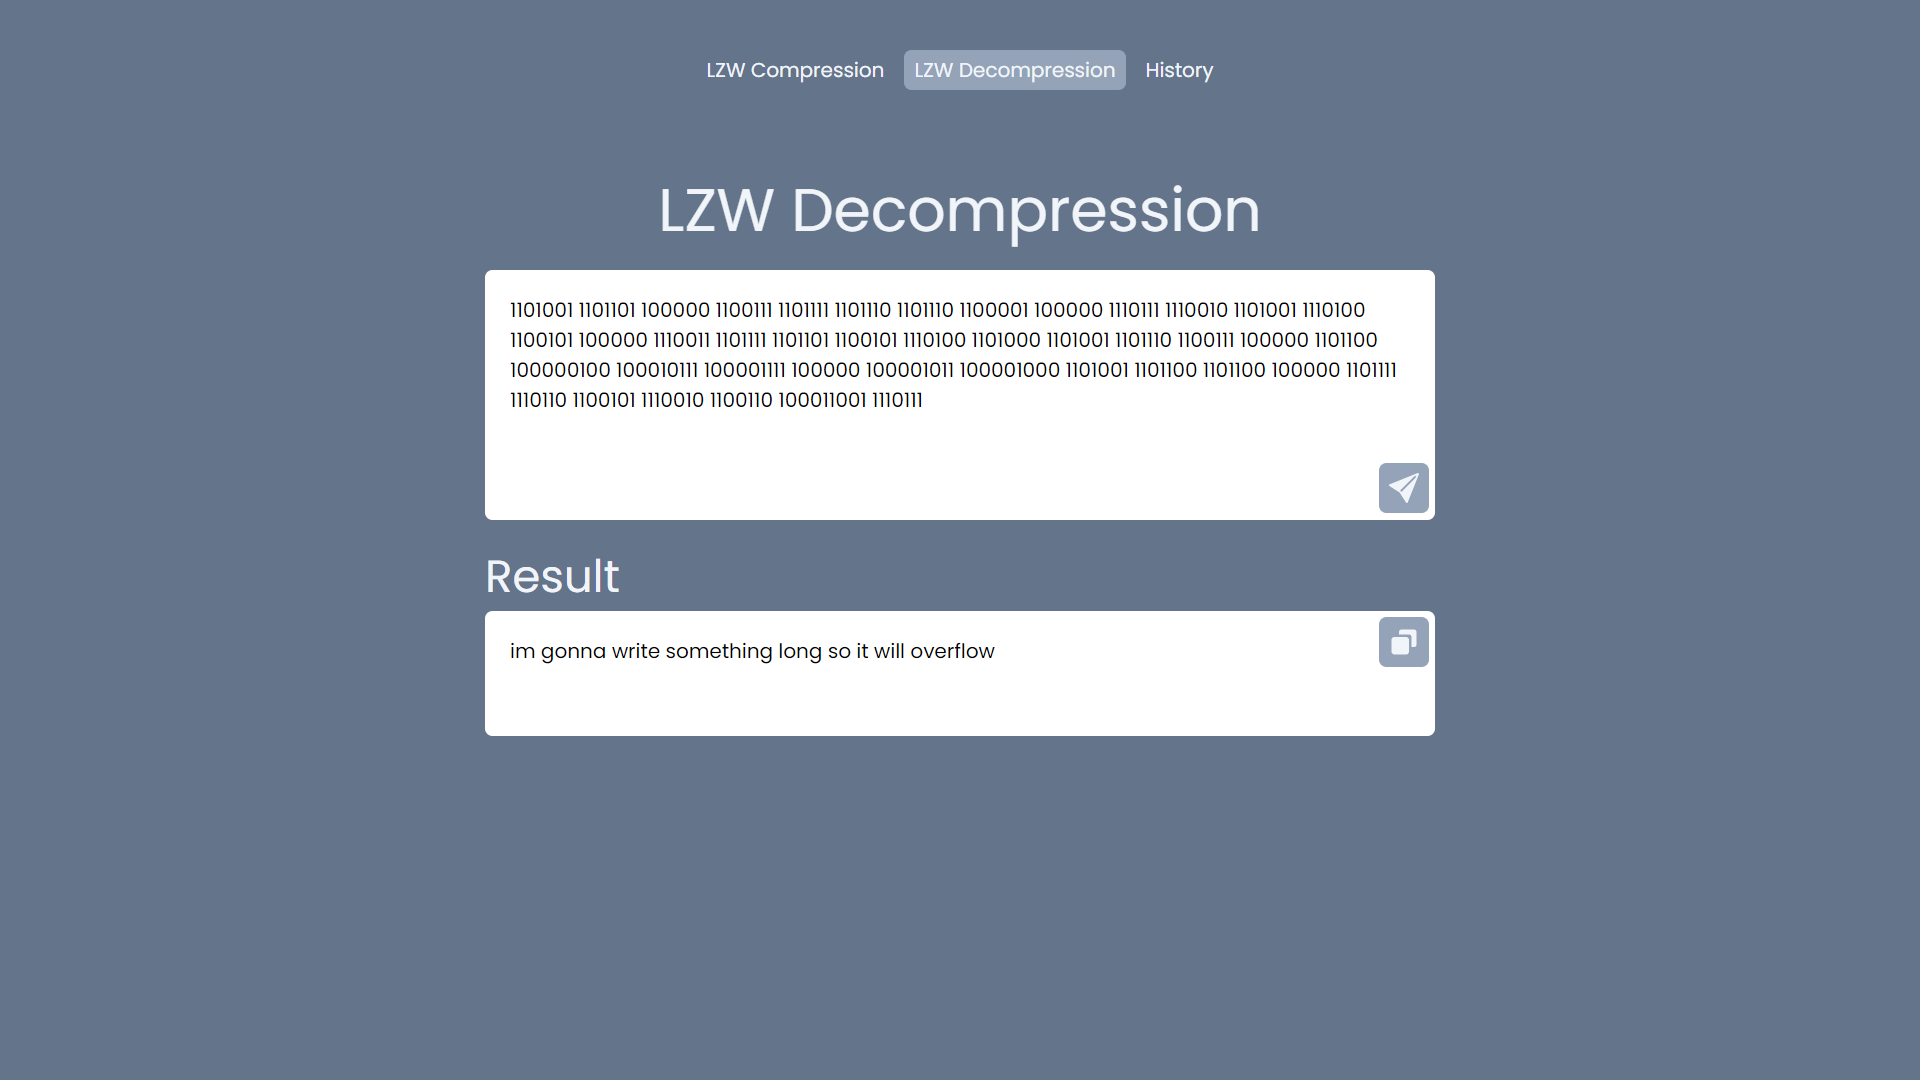 LZW Compression LZW Decompression History
LZW Decompression
1101001 1101101 100000 1100111 1101111 1101110 1101110 1100001 100000 1110111 1110010 1101001 1110100
1100101 100000 1110011 1101111 1101101 1100101 1110100 1101000 1101001 1101110 1100111 100000 1101100
100000100 100010111 100001111 100000 100001011 100001000 1101001 1101100 1101100 100000 1101111
1110110 1100101 1110010 1100110 100011001 1110111
Result
im gonna write something long so it will overflow